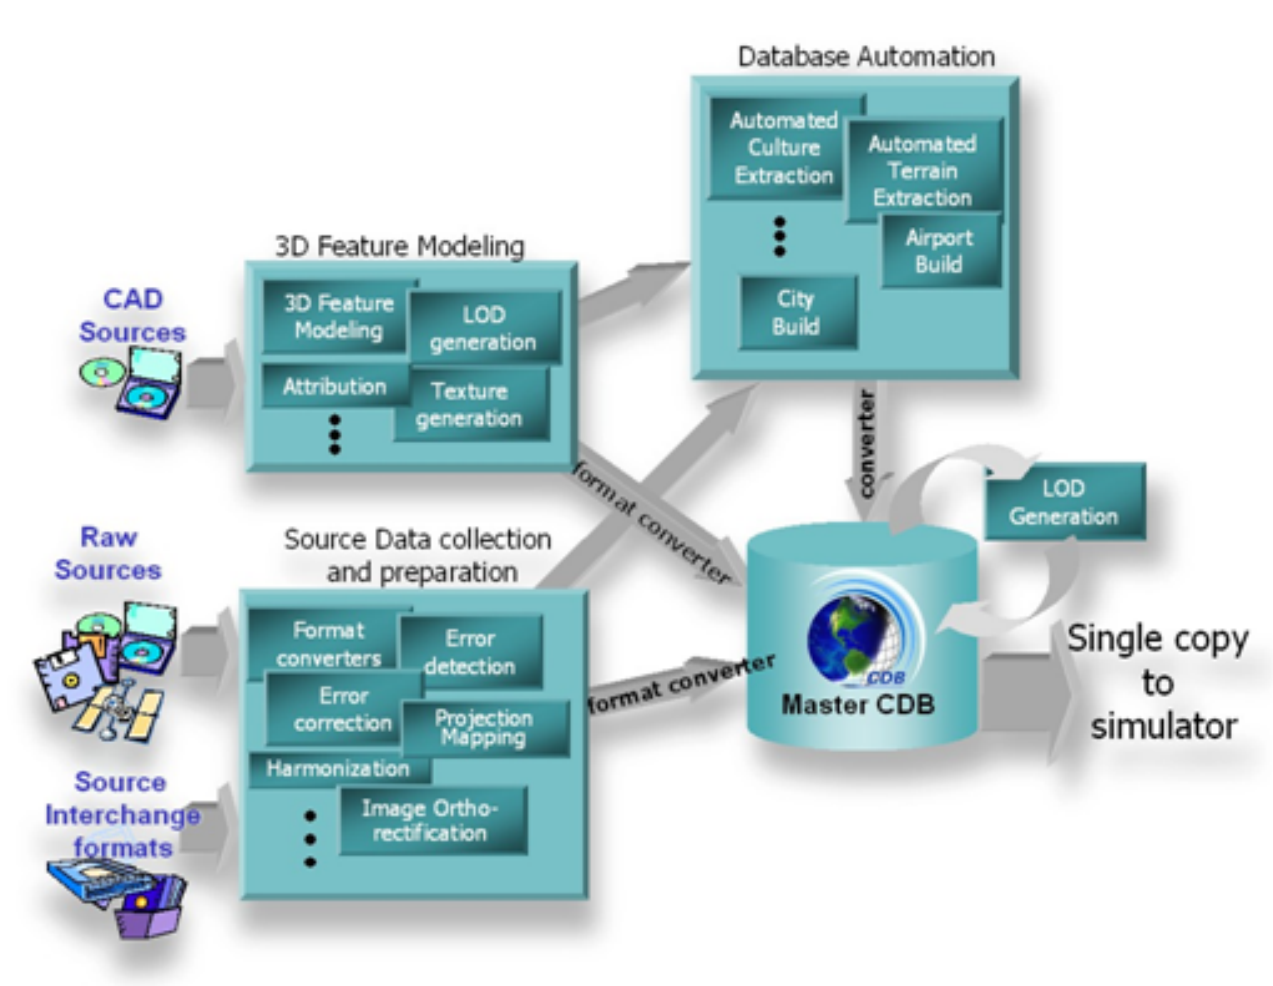 Database Automation
Automated
Culture
Extraction
Automated
Terrain
Extraction
Airport
Build
City
Build
3D Feature Modeling
3D Feature
Modeling
LOD
generation
Attribution
Texture
generation
CAD
Sources
converter
format converter
LOD
Generation
Raw
Sources
Source Data collection
and preparation
Format
converters
Error
detection
Error
correction
Projection
Mapping
Harmonization
Image Ortho-
rectification
format converter
CDB
Master CDB
Single copy
to
simulator
Source
Interchange
formats